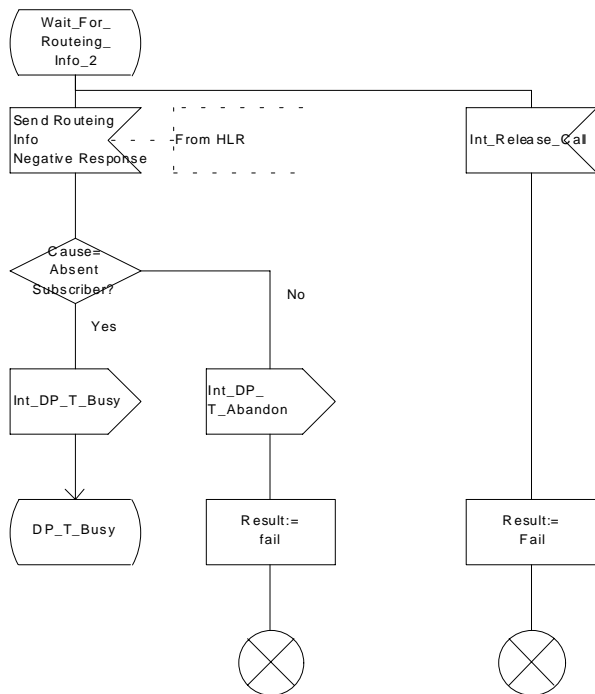 Wait_For_
Routeing_
Info_2
Send Routeing
Info
Negative Response
From HLR
Int_Release_Call
Cause=
Absent
Subscriber?
No
Yes
Int_DP_T_Busy
Int_DP_
T_Abandon
DP_T_Busy
Result:=
fail
Result:=
Fail